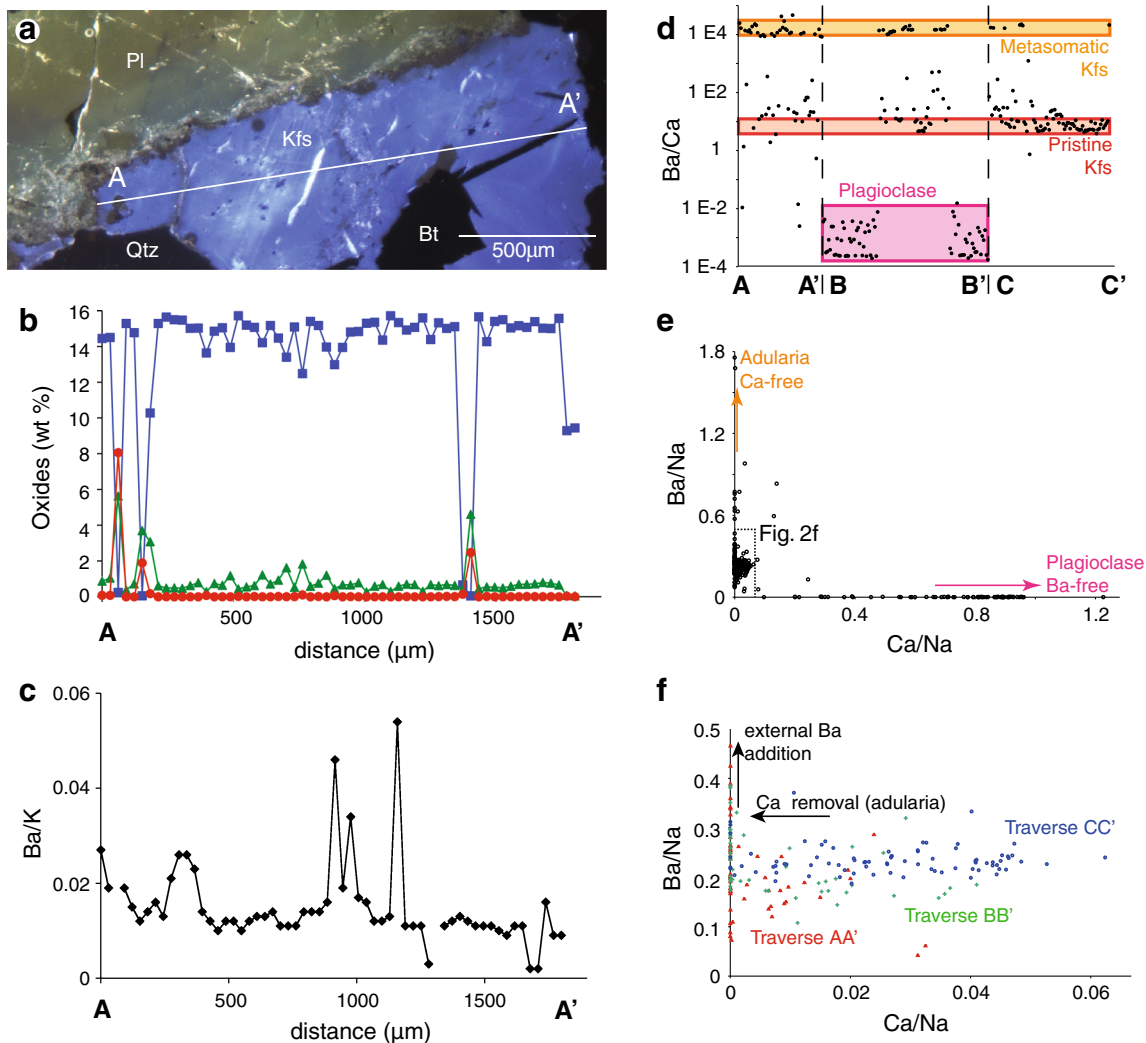 a
Pl
A'
Kfs
A
Qtz
Bt
500µm
b
16
14
12
10
8
6
4
2
0
Oxides (wt %)
500
1000
1500
A
A'
distance (µm)
c
0.06
0.04
0.02
0
Ba/K
500
1000
1500
A
A'
distance (µm)
d
1 E4
1 E2
1
1 E-2
1 E-4
Ba/Ca
Metasomatic
Kfs
Pristine
Kfs
Plagioclase
A
A'
B
B'
C
C'
e
1.8
1.2
0.6
0
Ba/Na
Adularia
Ca-free
Fig. 2f
Plagioclase
Ba-free
0
0.4
0.8
1.2
Ca/Na
f
0.5
0.4
0.3
0.2
0.1
0
Ba/Na
external Ba
addition
Ca removal (adularia)
Traverse CC'
Traverse BB'
Traverse AA'
0
0.02
0.04
0.06
Ca/Na